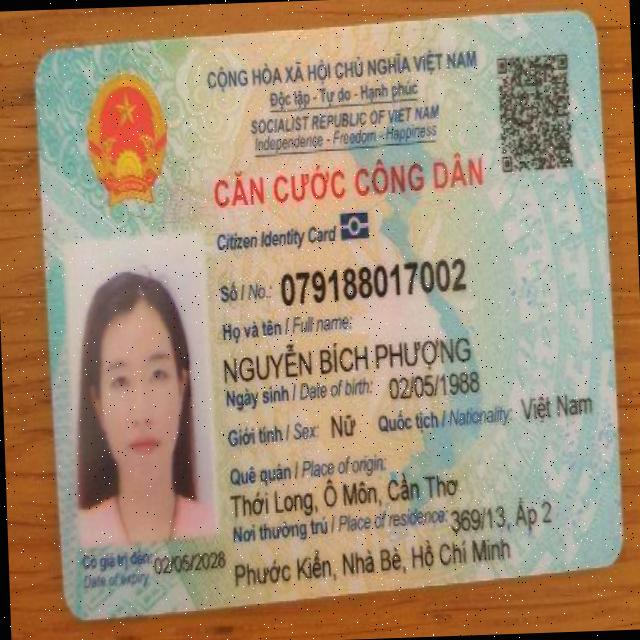 CỘNG HÒA XÃ HỘI CHỦ NGHĨA VIỆT NAM
Độc lập - Tự do - Hạnh phúc
SOCIALIST REPUBLIC OF VIET NAM
Independence - Freedom - Happiness
CĂN CƯỚC CÔNG DÂN
Citizen Identity Card
Số / No.: 079188017002
Họ và tên / Full name:
NGUYỄN BÍCH PHƯỢNG
Ngày sinh / Date of birth: 02/05/1988
Giới tính / Sex: Nữ Quốc tịch / Nationality: Việt Nam
Quê quán / Place of origin:
Thới Long, Ô Môn, Cần Thơ
Nơi thường trú / Place of residence: 369/13, Ấp 2
Phước Kiển, Nhà Bè, Hồ Chí Minh
Có giá trị đến: 02/05/2028
Date of expiry